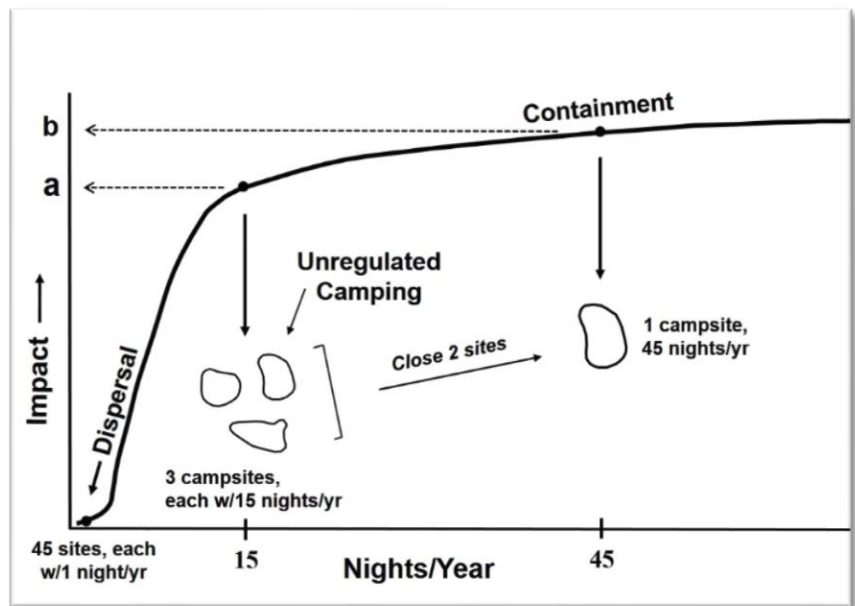 b
Containment
a
Unregulated
Camping
Impact
Dispersal
Close 2 sites
1 campsite,
45 nights/yr
3 campsites,
each w/15 nights/yr
45 sites, each
w/1 night/yr
15
Nights/Year
45